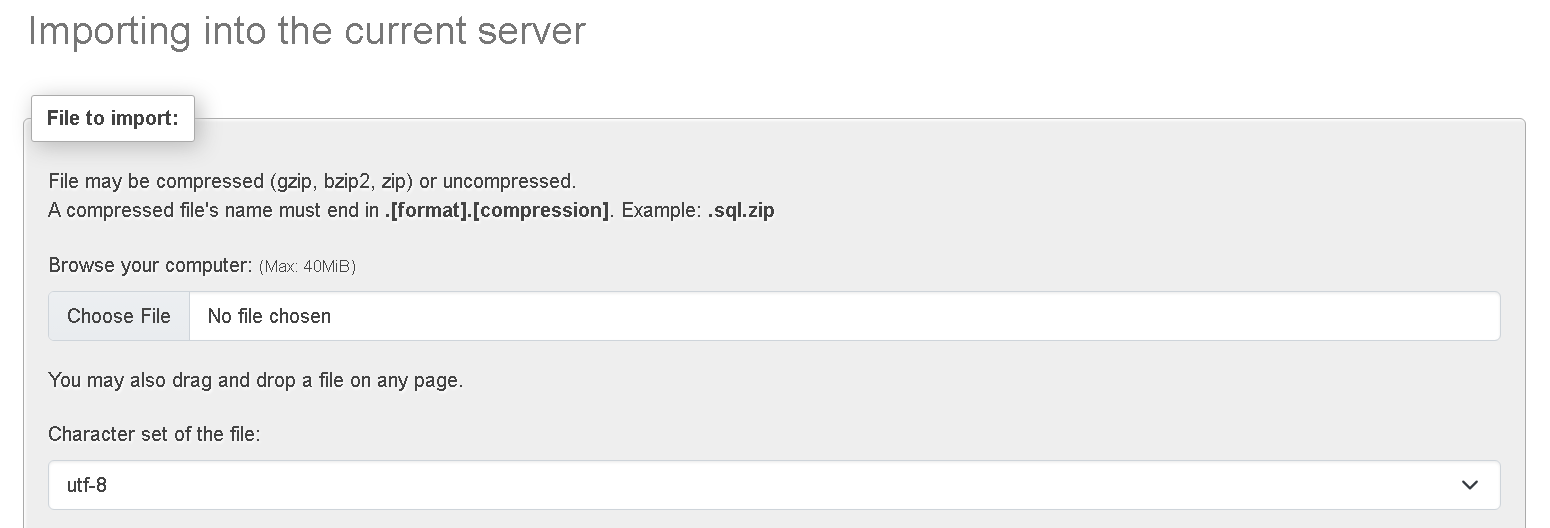 Importing into the current server
File to import:
File may be compressed (gzip, bzip2, zip) or uncompressed.
A compressed file's name must end in .[format].[compression]. Example: .sql.zip
Browse your computer: (Max: 40MiB)
Choose File No file chosen
You may also drag and drop a file on any page.
Character set of the file:
utf-8